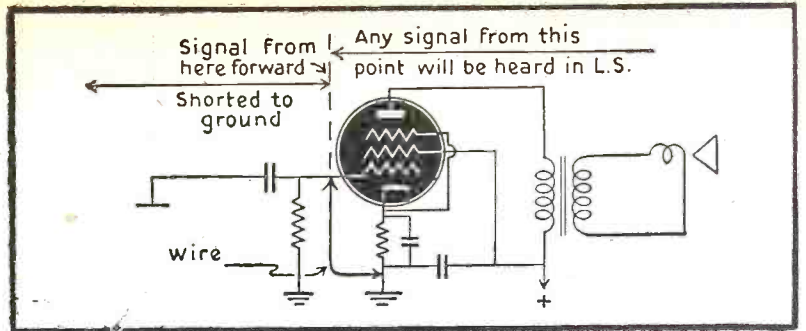 Signal from
here forward
Shorted to
ground
Any signal from this
point will be heard in L.S.
wire
+